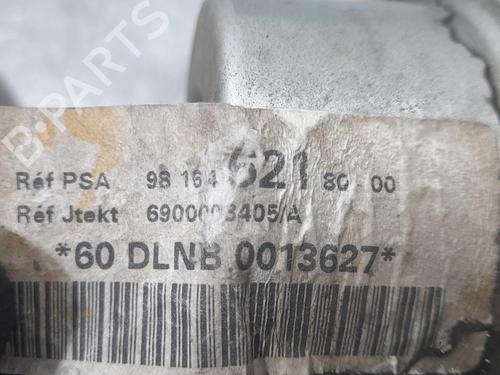 B-PARTS
Réf PSA 98 164 621 80-00
Réf Jtekt 6900003405/A
*60 DLNB 0013627*